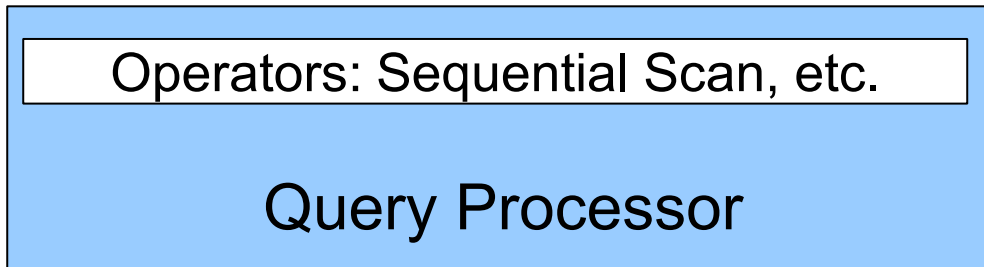 Operators: Sequential Scan, etc.
Query Processor